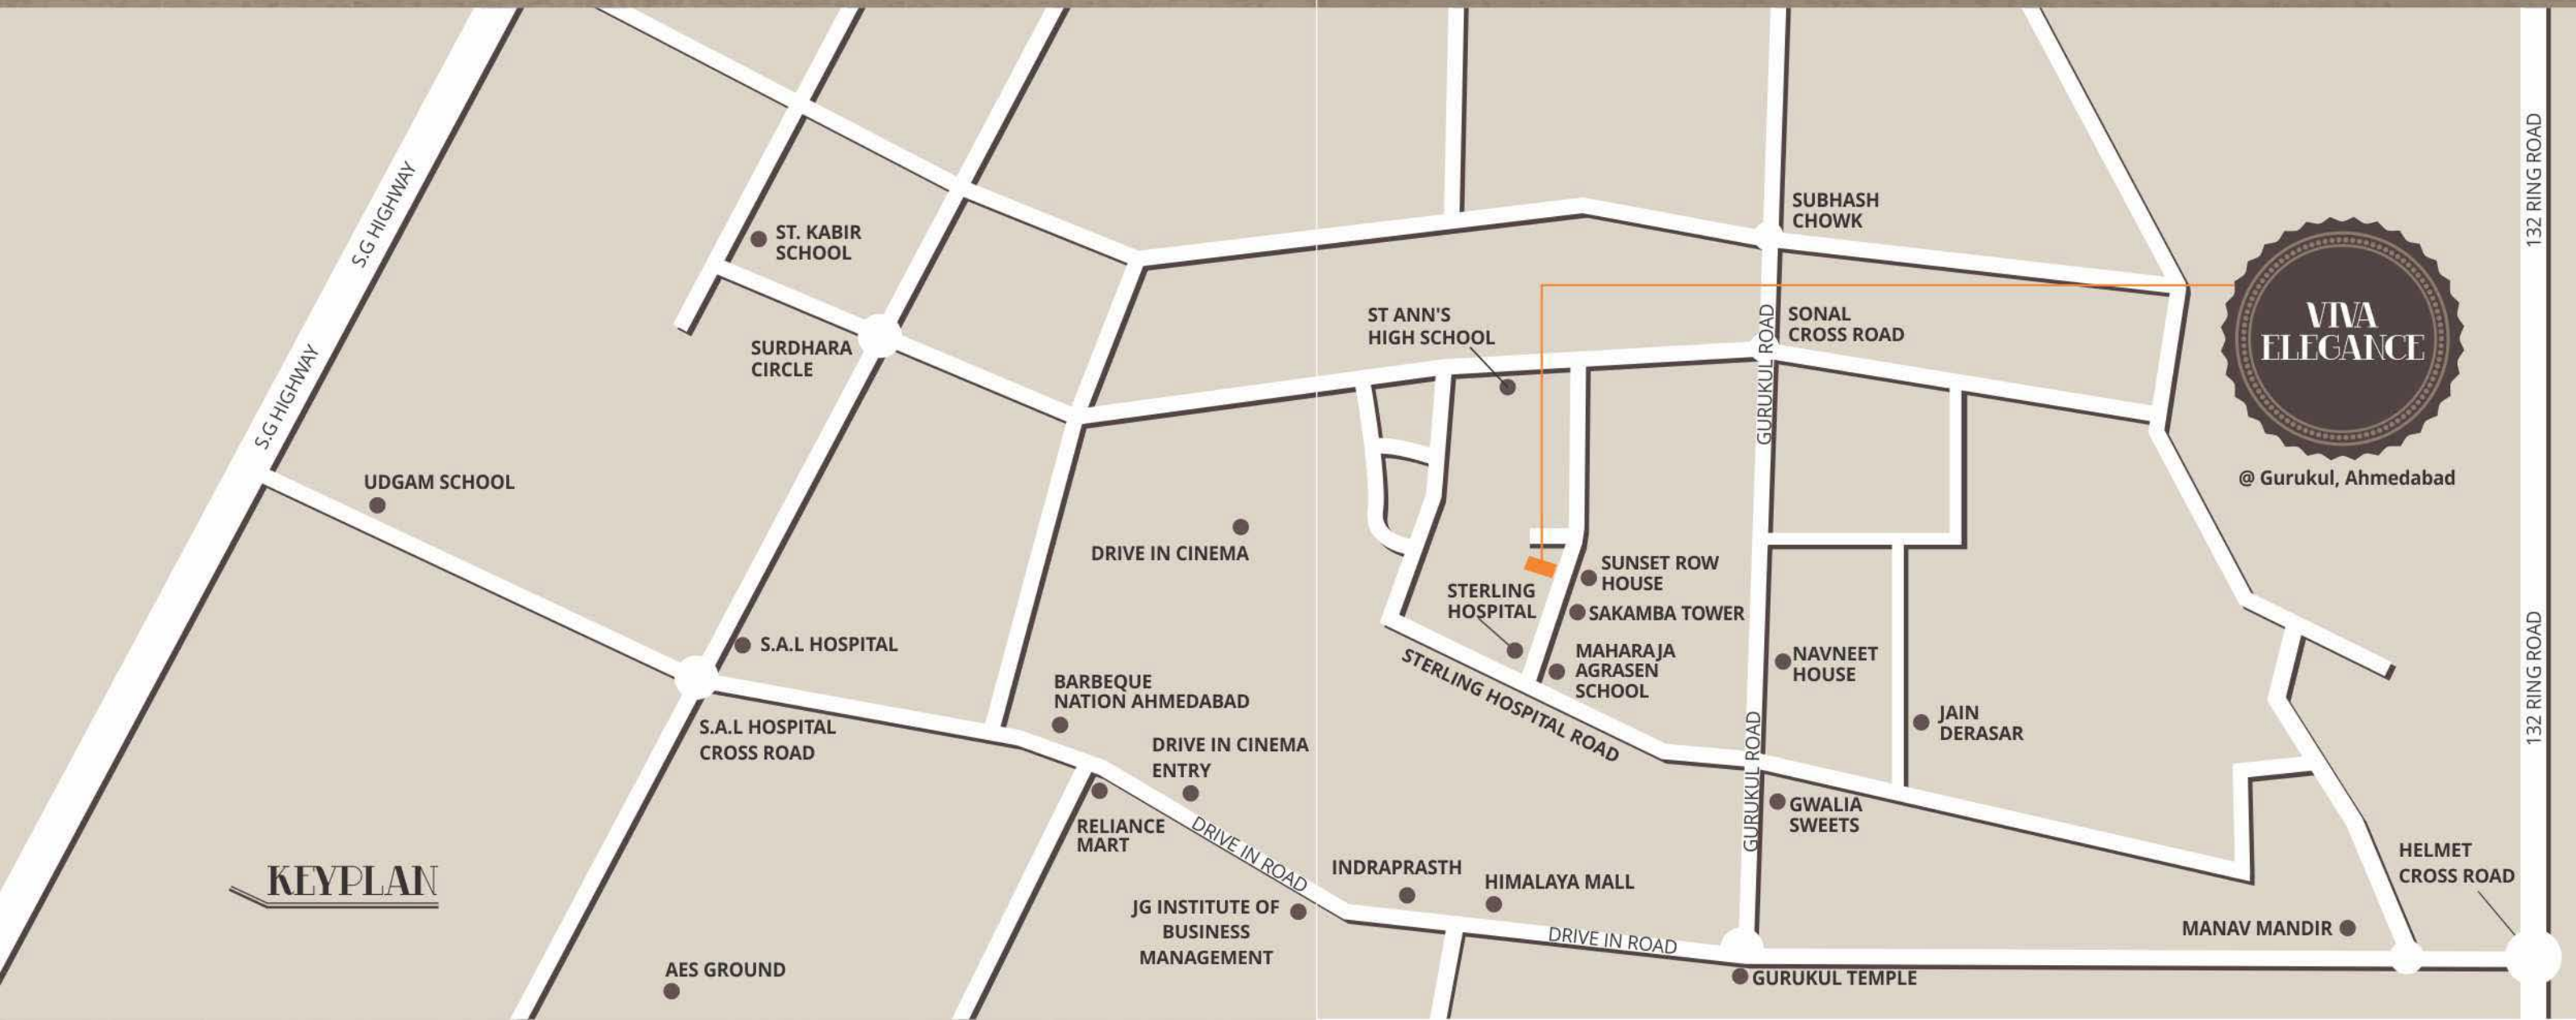 132 RING ROAD
S.G HIGHWAY
SUBHASH
CHOWK
ST. KABIR
SCHOOL
VIVA
ELEGANCE
ST ANN'S
HIGH SCHOOL
SONAL
CROSS ROAD
GURUKUL ROAD
SURDHARA
CIRCLE
S.G HIGHWAY
@ Gurukul, Ahmedabad
UDGAM SCHOOL
DRIVE IN CINEMA
SUNSET ROW
HOUSE
STERLING
HOSPITAL
SAKAMBA TOWER
132 RING ROAD
S.A.L HOSPITAL
MAHARAJA
AGRASEN
SCHOOL
NAVNEET
HOUSE
STERLING HOSPITAL ROAD
BARBEQUE
NATION AHMEDABAD
JAIN
DERASAR
S.A.L HOSPITAL
CROSS ROAD
DRIVE IN CINEMA
ENTRY
GURUKUL ROAD
GWALIA
SWEETS
RELIANCE
MART
DRIVE IN ROAD
HELMET
CROSS ROAD
KEYPLAN
INDRAPRASTH
HIMALAYA MALL
JG INSTITUTE OF
BUSINESS
MANAGEMENT
DRIVE IN ROAD
MANAV MANDIR
AES GROUND
GURUKUL TEMPLE